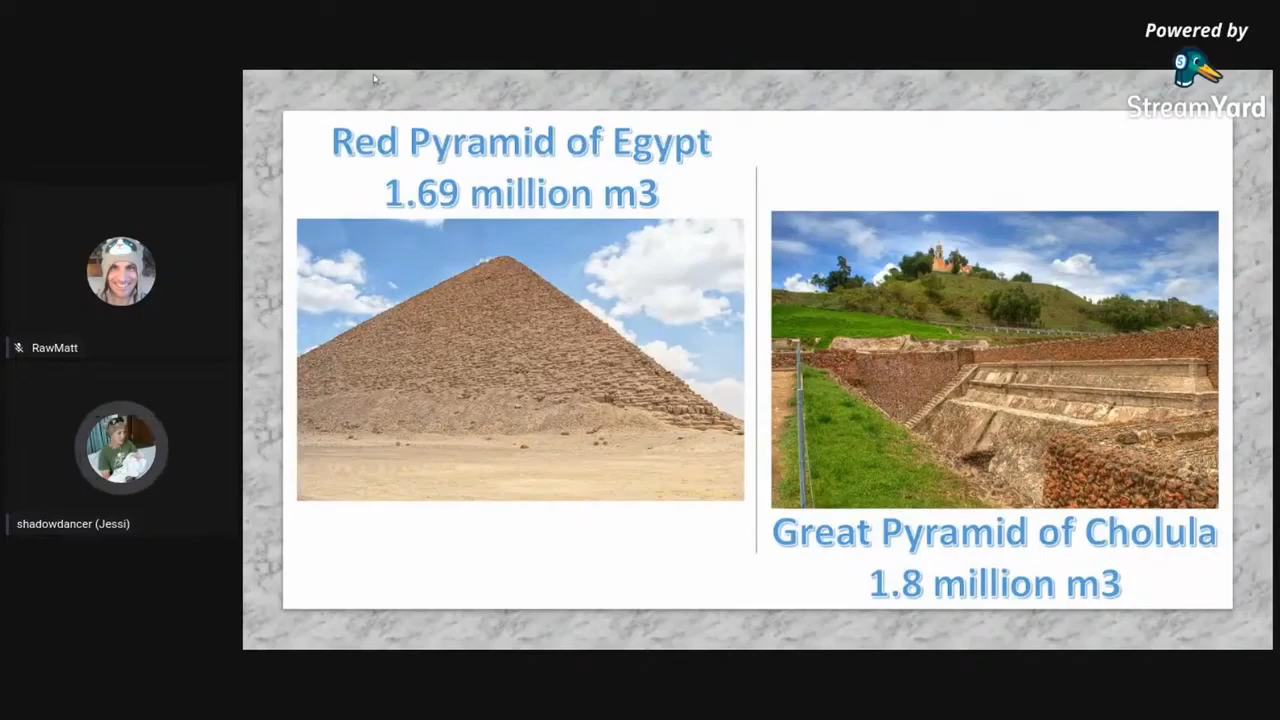 Powered by
StreamYard
Red Pyramid of Egypt
1.69 million m3
Great Pyramid of Cholula
1.8 million m3
RawMatt
shadowdancer (Jessi)